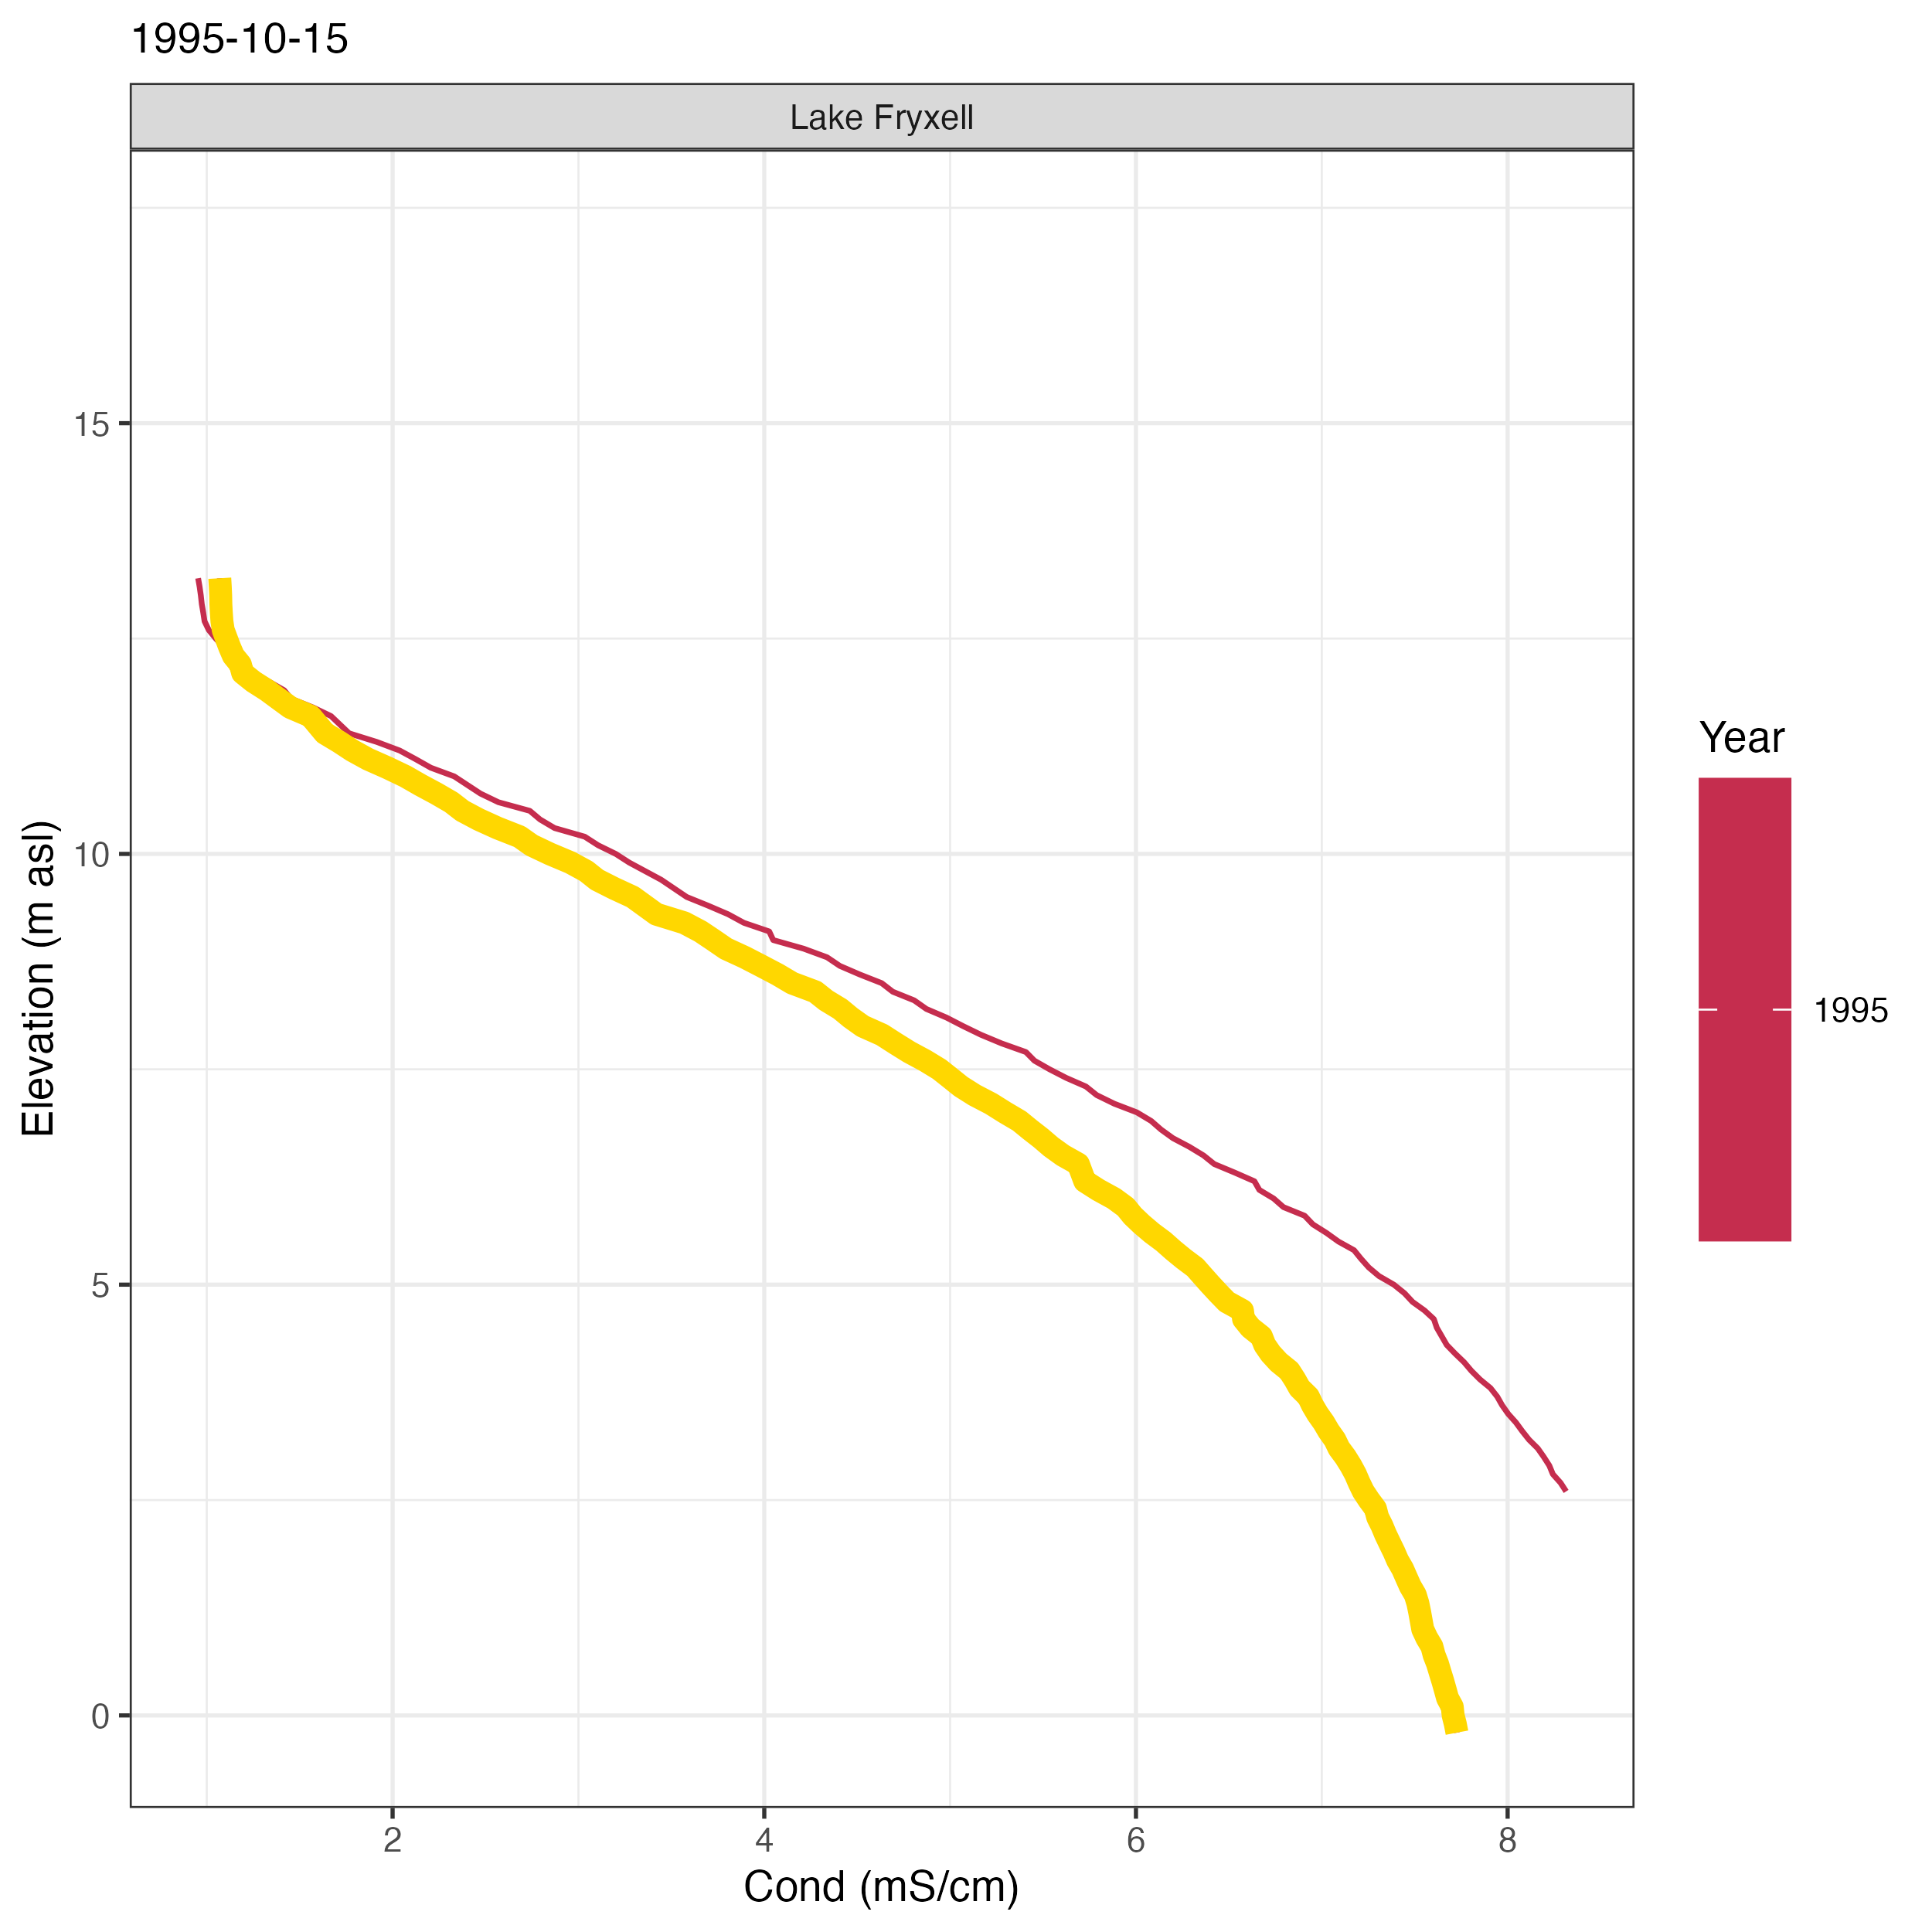 1995-10-15
Lake Fryxell
15
10
5
0
Elevation (m asl)
2 4 6 8
Cond (mS/cm)
Year
1995